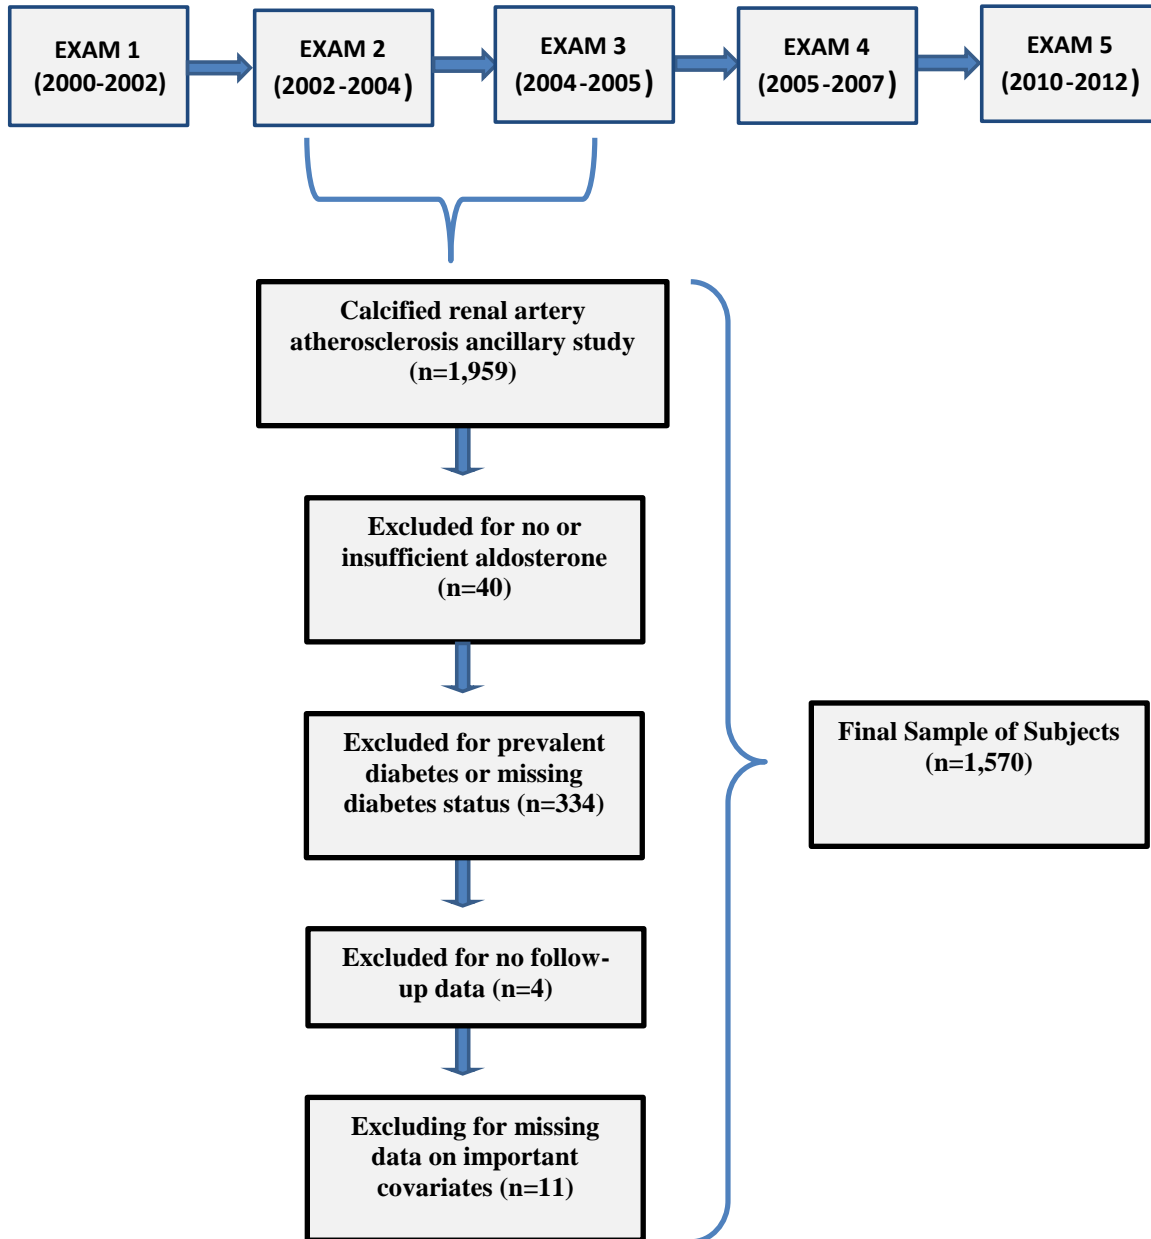 EXAM 1
(2000-2002)
EXAM 2
(2002-2004)
EXAM 3
(2004-2005)
EXAM 4
(2005-2007)
EXAM 5
(2010-2012)
Calcified renal artery
atherosclerosis ancillary study
(n=1,959)
Excluded for no or
insufficient aldosterone
(n=40)
Excluded for prevalent
diabetes or missing
diabetes status (n=334)
Excluded for no follow-
up data (n=4)
Excluding for missing
data on important
covariates (n=11)
Final Sample of Subjects
(n=1,570)